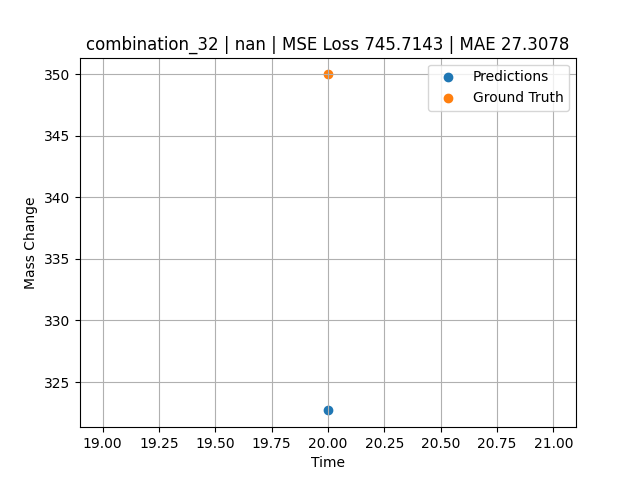 combination_32 | nan | MSE Loss 745.7143 | MAE 27.3078
Predictions
Ground Truth
350
345
340
335
330
325
Mass Change
19.00 19.25 19.50 19.75 20.00 20.25 20.50 20.75 21.00
Time